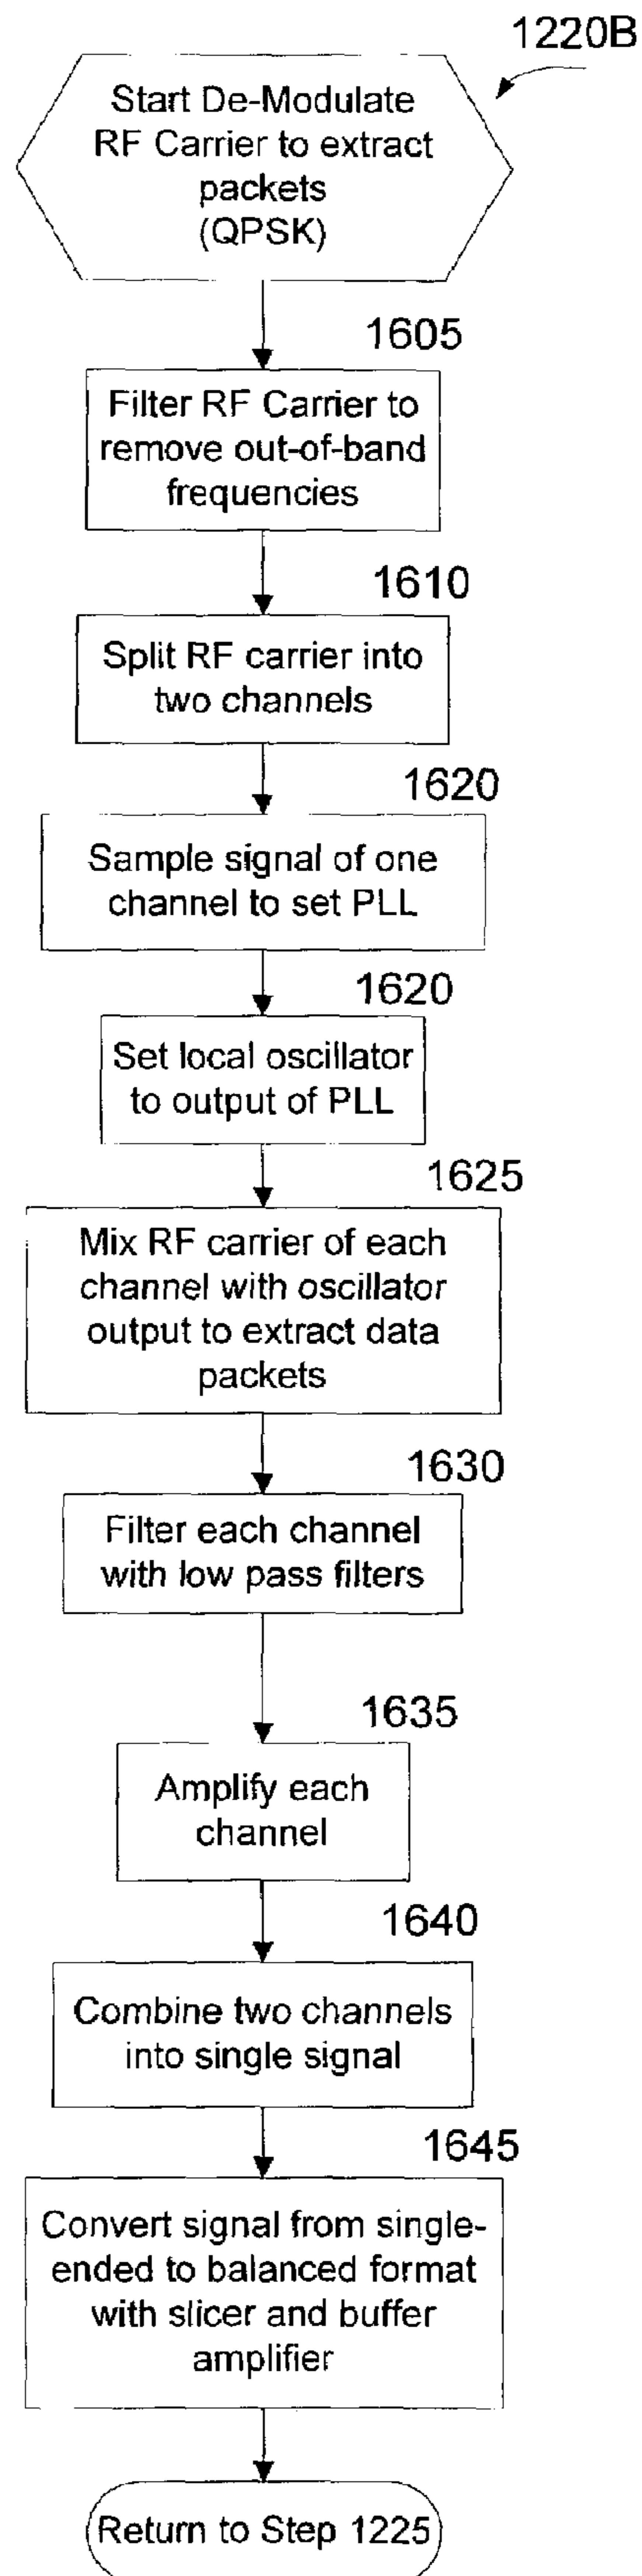 1220B
Start De-Modulate
RF Carrier to extract
packets
(QPSK)
1605
Filter RF Carrier to
remove out-of-band
frequencies
1610
Split RF carrier into
two channels
1620
Sample signal of one
channel to set PLL
1620
Set local oscillator
to output of PLL
1625
Mix RF carrier of each
channel with oscillator
output to extract data
packets
1630
Filter each channel
with low pass filters
1635
Amplify each
channel
1640
Combine two channels
into single signal
1645
Convert signal from single-
ended to balanced format
with slicer and buffer
amplifier
Return to Step 1225